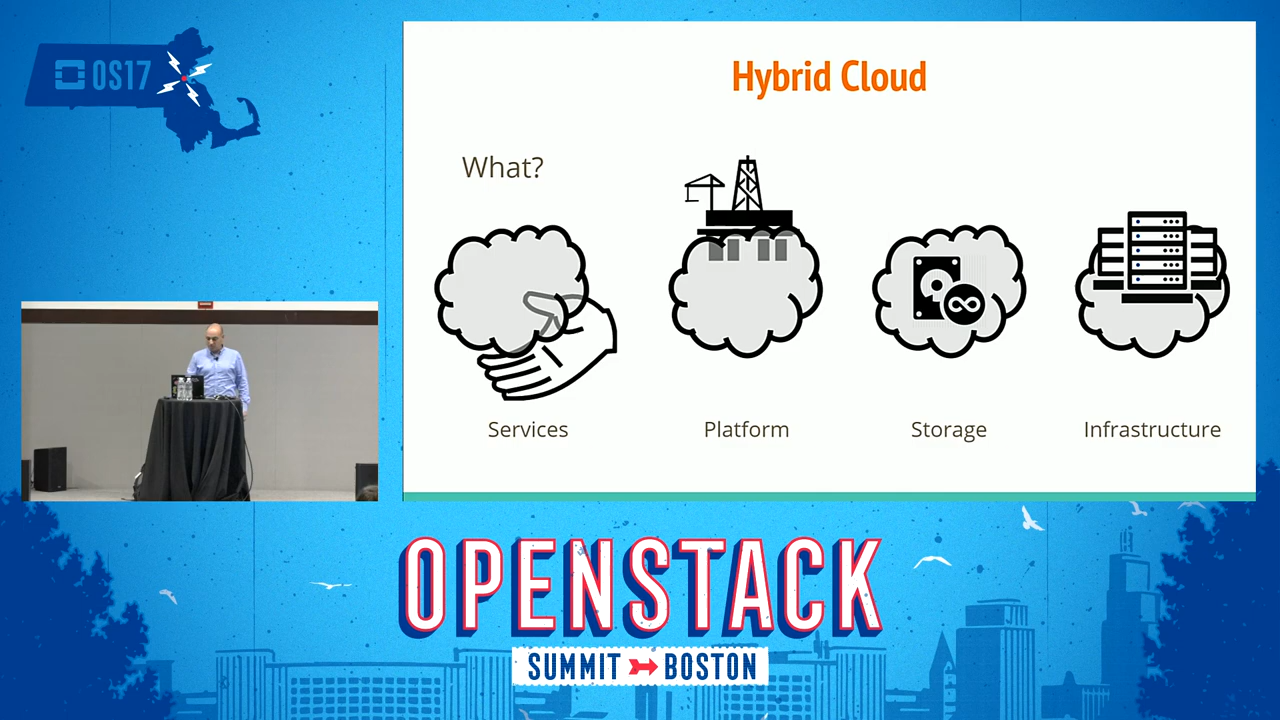 OS17
Hybrid Cloud
What?
Services
Platform
Storage
Infrastructure
OPENSTACK
SUMMIT BOSTON